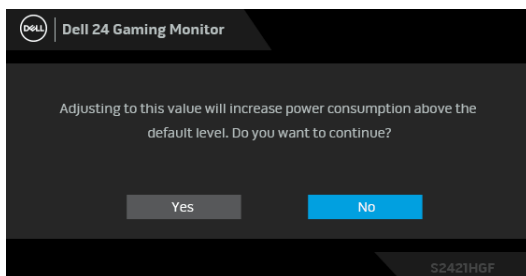 DELL Dell 24 Gaming Monitor
Adjusting to this value will increase power consumption above the
default level. Do you want to continue?
Yes No
S2421HGF